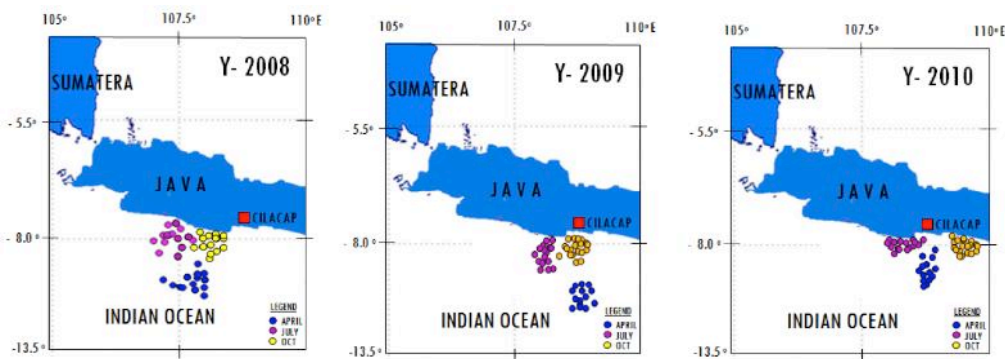 105° 107.5° 110°E
Y- 2008
SUMATERA
- 5.5°
JAVA
CILACAP
- 8.0°
INDIAN OCEAN
LEGEND
APRIL
JULY
OCT
-13.5°
105° 107.5° 110°E
Y- 2009
SUMATERA
- 5.5°
JAVA
CILACAP
- 8.0°
INDIAN OCEAN
LEGEND
APRIL
JULY
OCT
-13.5°
105° 107.5° 110°E
Y- 2010
SUMATERA
- 5.5°
JAVA
CILACAP
- 8.0°
INDIAN OCEAN
LEGEND
APRIL
JULY
OCT
-13.5°